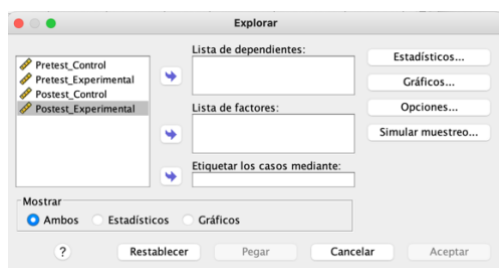 Explorar
Pretest_Control
Pretest_Experimental
Postest_Control
Postest_Experimental
Lista de dependientes:
Lista de factores:
Etiquetar los casos mediante:
Estadísticos...
Gráficos...
Opciones...
Simular muestreo...
Mostrar
Ambos Estadísticos Gráficos
? Restablecer Pegar Cancelar Aceptar